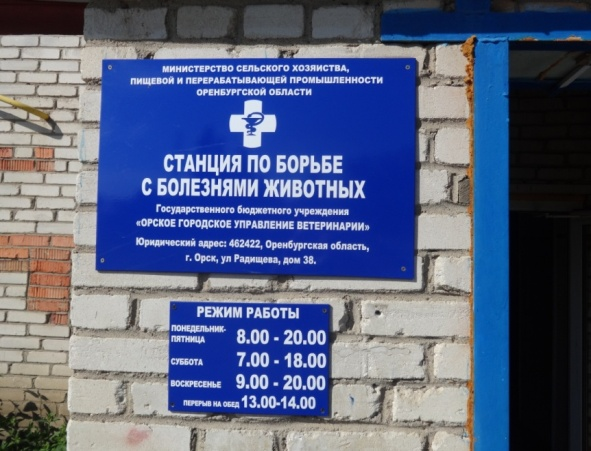 МИНИСТЕРСТВО СЕЛЬСКОГО ХОЗЯЙСТВА,
ПИЩЕВОЙ И ПЕРЕРАБАТЫВАЮЩЕЙ ПРОМЫШЛЕННОСТИ
ОРЕНБУРГСКОЙ ОБЛАСТИ
СТАНЦИЯ ПО БОРЬБЕ
С БОЛЕЗНЯМИ ЖИВОТНЫХ
Государственного бюджетного учреждения
«ОРСКОЕ ГОРОДСКОЕ УПРАВЛЕНИЕ ВЕТЕРИНАРИИ»
Юридический адрес: 462422, Оренбургская область,
г. Орск, ул Радищева, дом 38.
РЕЖИМ РАБОТЫ
ПОНЕДЕЛЬНИК-
ПЯТНИЦА 8.00 - 20.00
СУББОТА 7.00 - 18.00
ВОСКРЕСЕНЬЕ 9.00 - 20.00
ПЕРЕРЫВ НА ОБЕД 13.00-14.00